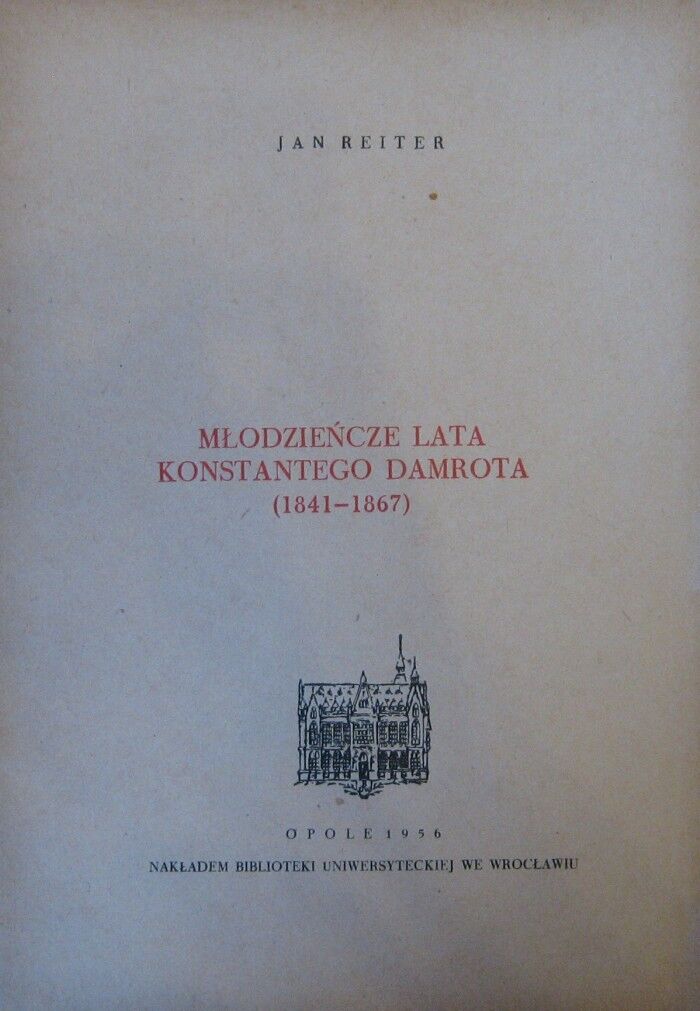 JAN REITER
MŁODZIEŃCZE LATA
KONSTANTEGO DAMROTA
(1841–1867)
OPOLE 1956
NAKŁADEM BIBLIOTEKI UNIWERSYTECKIEJ WE WROCŁAWIU